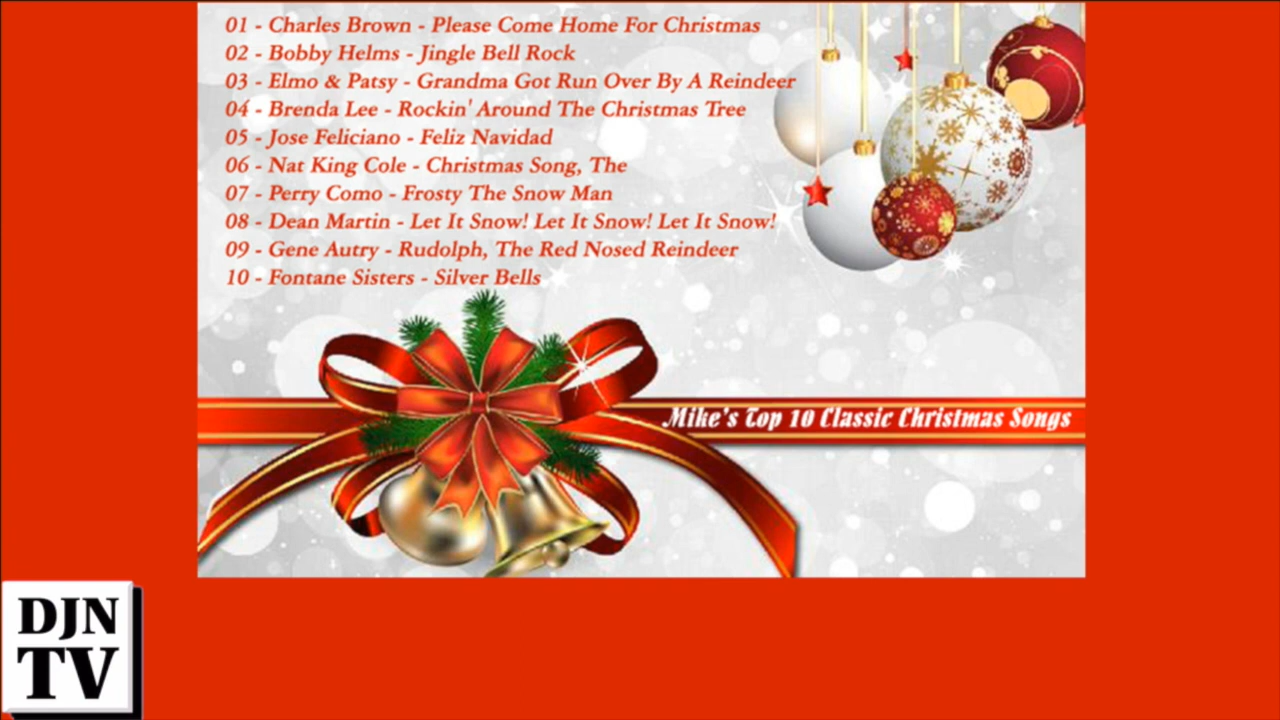 01 - Charles Brown - Please Come Home For Christmas
02 - Bobby Helms - Jingle Bell Rock
03 - Elmo & Patsy - Grandma Got Run Over By A Reindeer
04 - Brenda Lee - Rockin' Around The Christmas Tree
05 - Jose Feliciano - Feliz Navidad
06 - Nat King Cole - Christmas Song, The
07 - Perry Como - Frosty The Snow Man
08 - Dean Martin - Let It Snow! Let It Snow! Let It Snow!
09 - Gene Autry - Rudolph, The Red Nosed Reindeer
10 - Fontane Sisters - Silver Bells
Mike's Top 10 Classic Christmas Songs
DJN
TV